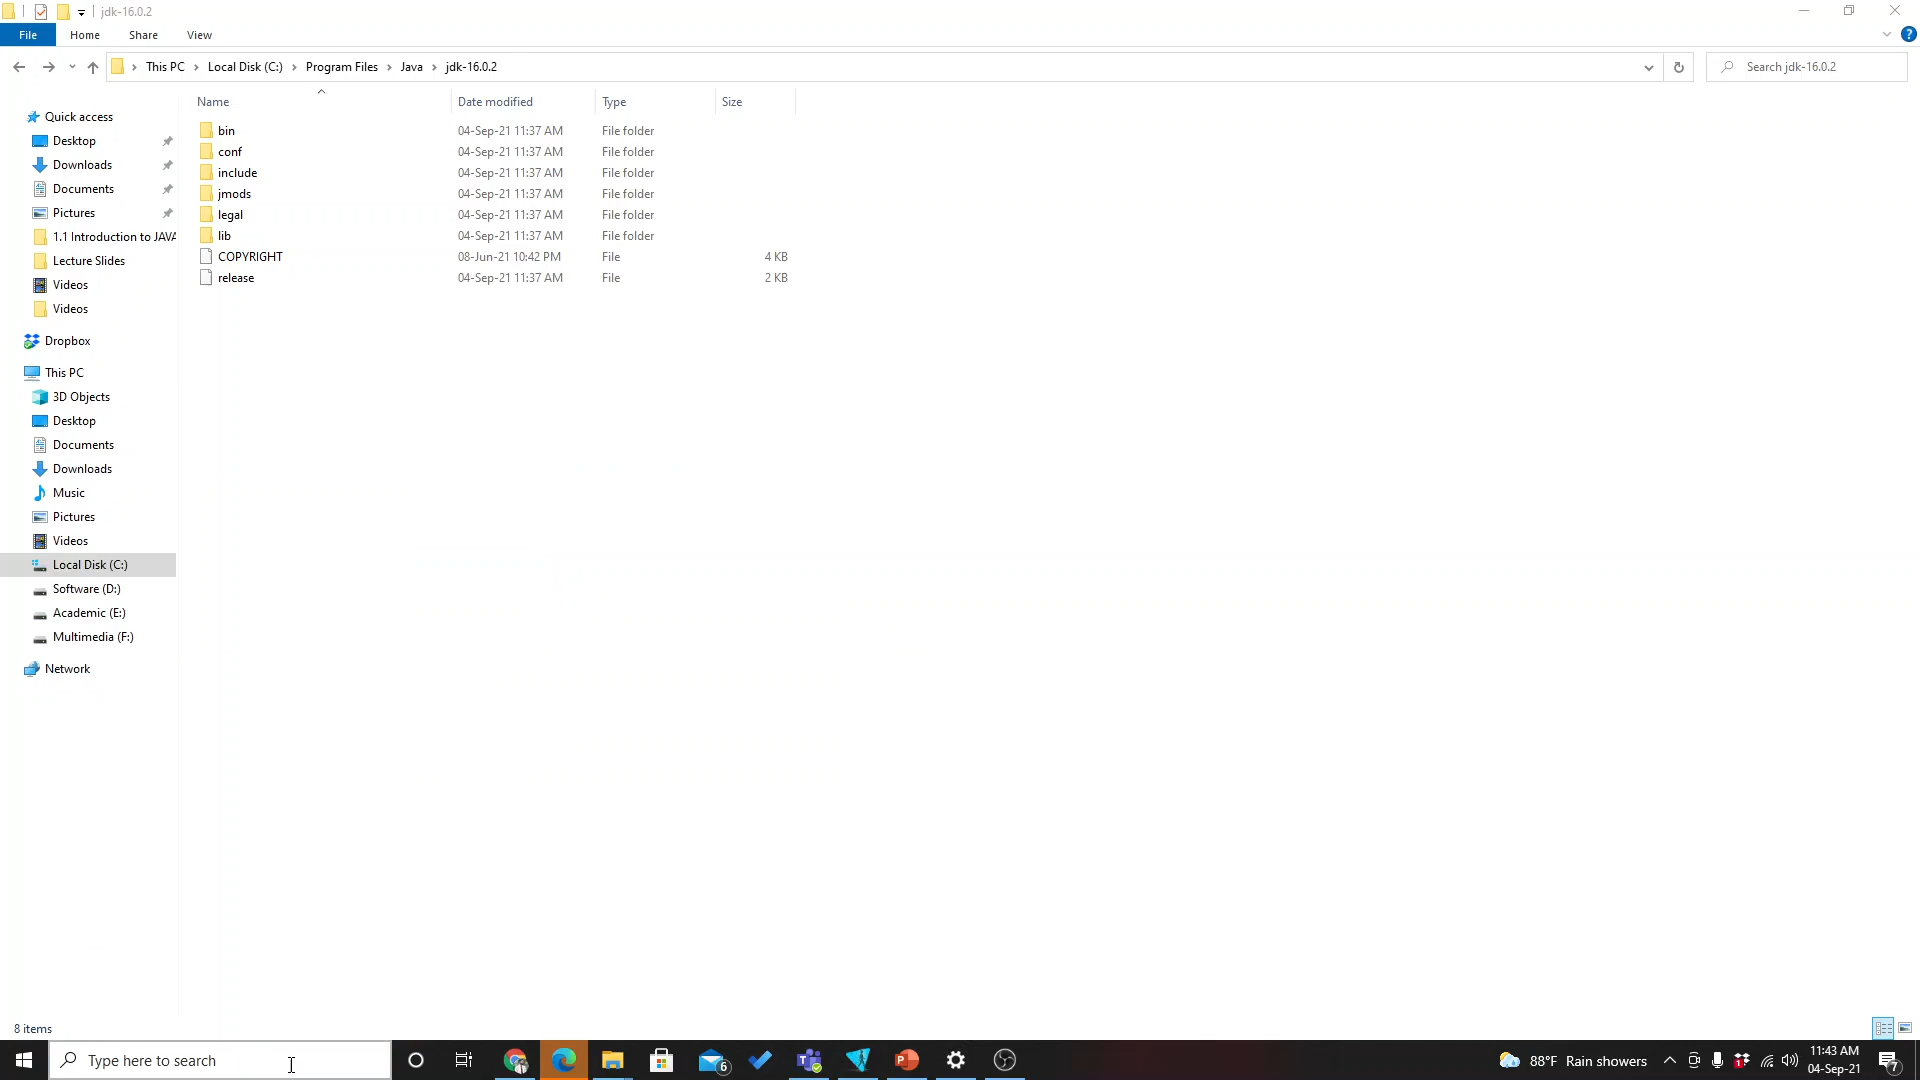 jdk-16.0.2
File Home Share View
This PC Local Disk (C:) Program Files Java jdk-16.0.2
Search jdk-16.0.2
Name Date modified Type Size
bin 04-Sep-21 11:37 AM File folder
conf 04-Sep-21 11:37 AM File folder
include 04-Sep-21 11:37 AM File folder
jmods 04-Sep-21 11:37 AM File folder
legal 04-Sep-21 11:37 AM File folder
lib 04-Sep-21 11:37 AM File folder
COPYRIGHT 08-Jun-21 10:42 PM File 4 KB
release 04-Sep-21 11:37 AM File 2 KB
Quick access
Desktop
Downloads
Documents
Pictures
1.1 Introduction to JAVA
Lecture Slides
Videos
Videos
Dropbox
This PC
3D Objects
Desktop
Documents
Downloads
Music
Pictures
Videos
Local Disk (C:)
Software (D:)
Academic (E:)
Multimedia (F:)
Network
8 items
Type here to search
6
88°F Rain showers
11:43 AM
04-Sep-21
7